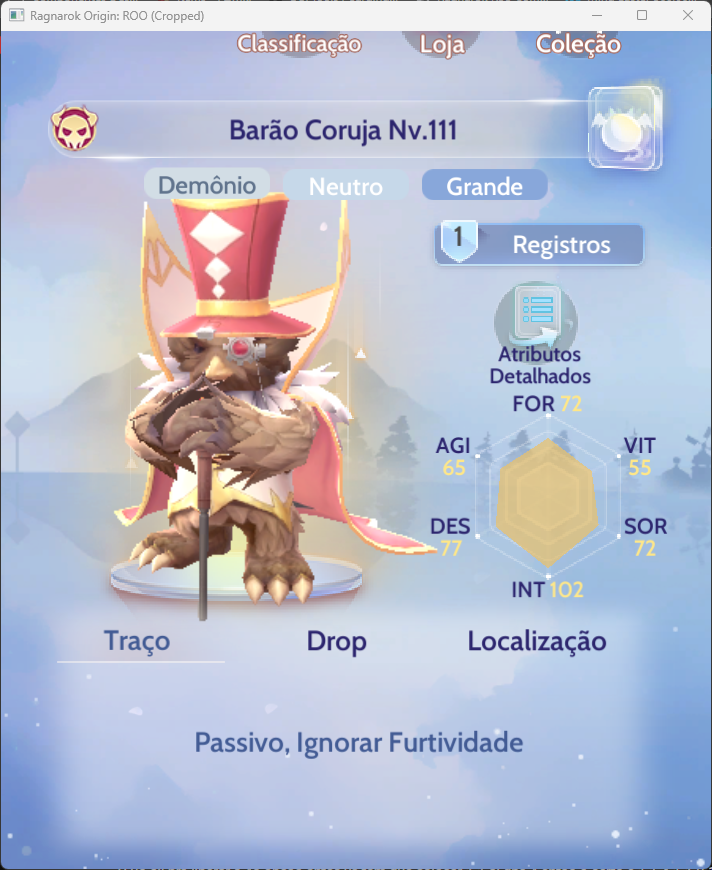 Ragnarok Origin: ROO (Cropped)
Classificação
Loja
Coleção
Barão Coruja Nv.111
Demônio
Neutro
Grande
1
Registros
Atributos
Detalhados
FOR 72
AGI
65
VIT
55
DES
77
SOR
72
INT 102
Traço
Drop
Localização
Passivo, Ignorar Furtividade